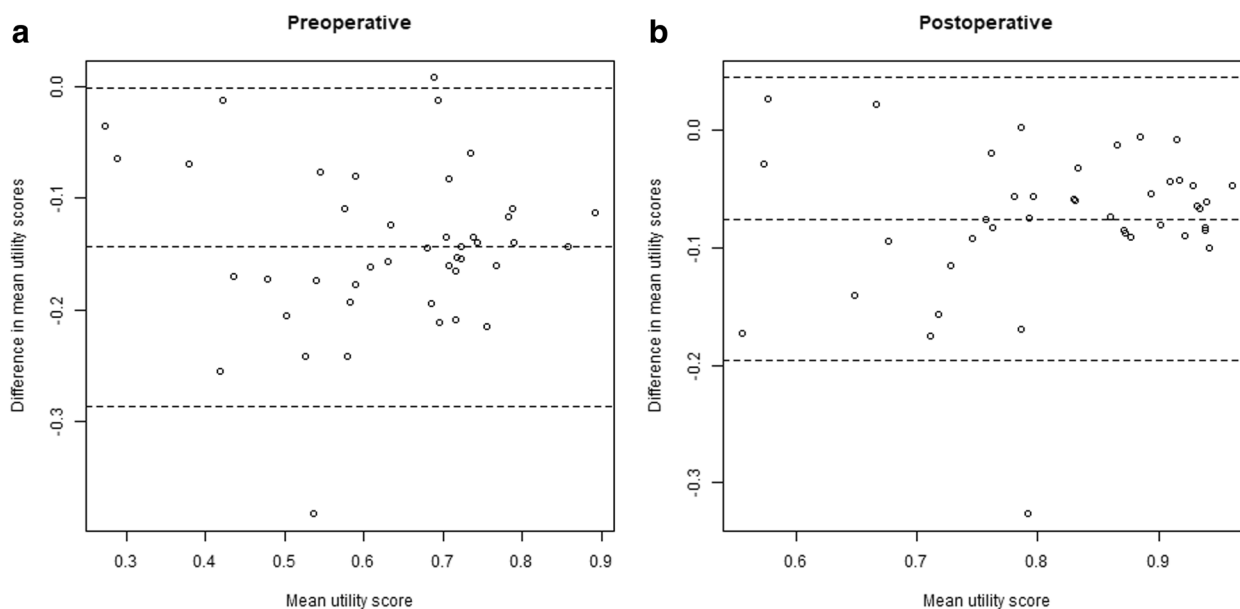 a
Preoperative
Difference in mean utility scores
0.0
-0.1
-0.2
-0.3
0.3 0.4 0.5 0.6 0.7 0.8 0.9
Mean utility score
b
Postoperative
Difference in mean utility scores
0.0
-0.1
-0.2
-0.3
0.6 0.7 0.8 0.9
Mean utility score